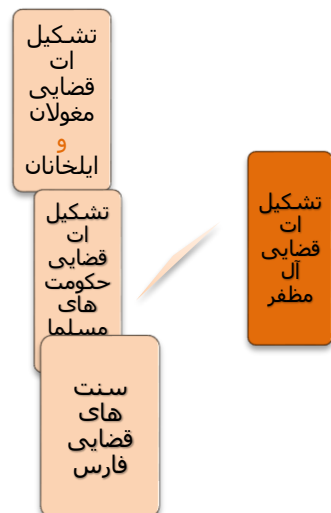 تشکیل
ات
قضایی
مغولان
و
ایلخانان
تشکیل
ات
قضایی
حکومت
های
مسلما
سنت
های
قضایی
فارس
تشکیل
ات
قضایی
آل
مظفر